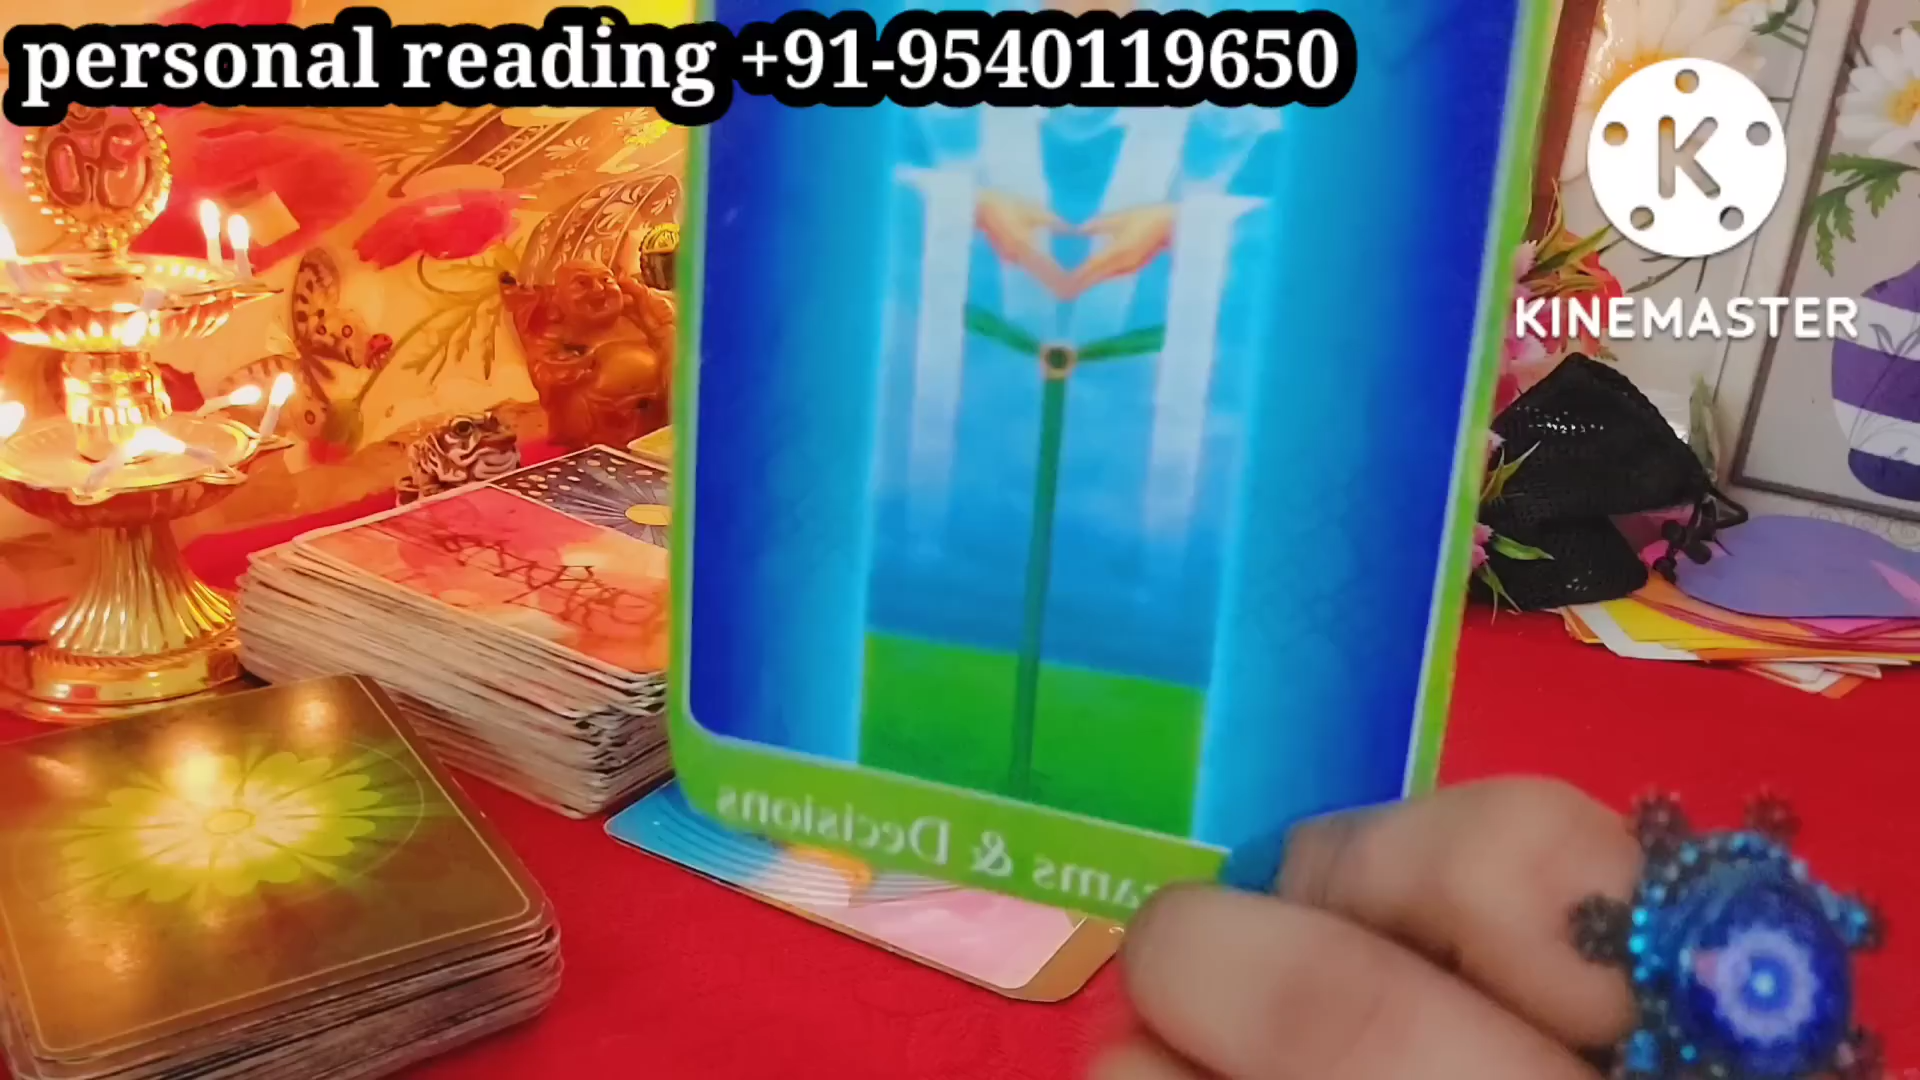 personal reading +91-9540119650
K
KINEMASTER
& Decisions